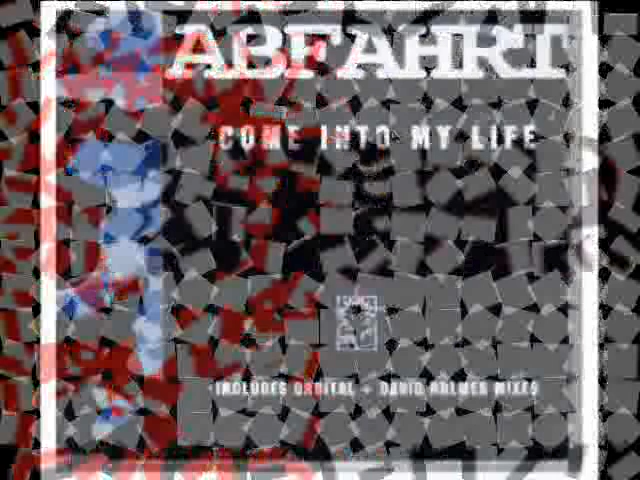 ABFAHRT
COME INTO MY LIFE
INCLUDES ORBITAL + DAVID HOLMES MIXES